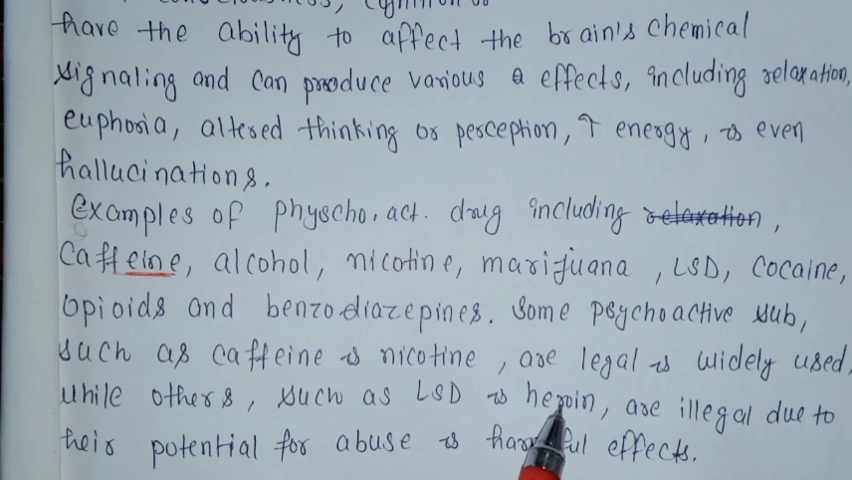 have the ability to affect the brain's chemical
signaling and can produce various effects, including relaxation,
euphoria, altered thinking or perception, ↑ energy, & even
hallucinations.
Examples of physcho. act. drug including relaxation,
Caffeine, alcohol, nicotine, marijuana, LSD, Cocaine,
Opioids and benzodiazepines. Some psychoactive sub,
such as caffeine & nicotine, are legal & widely used,
while others, such as LSD & heroin, are illegal due to
their potential for abuse & harmful effects.